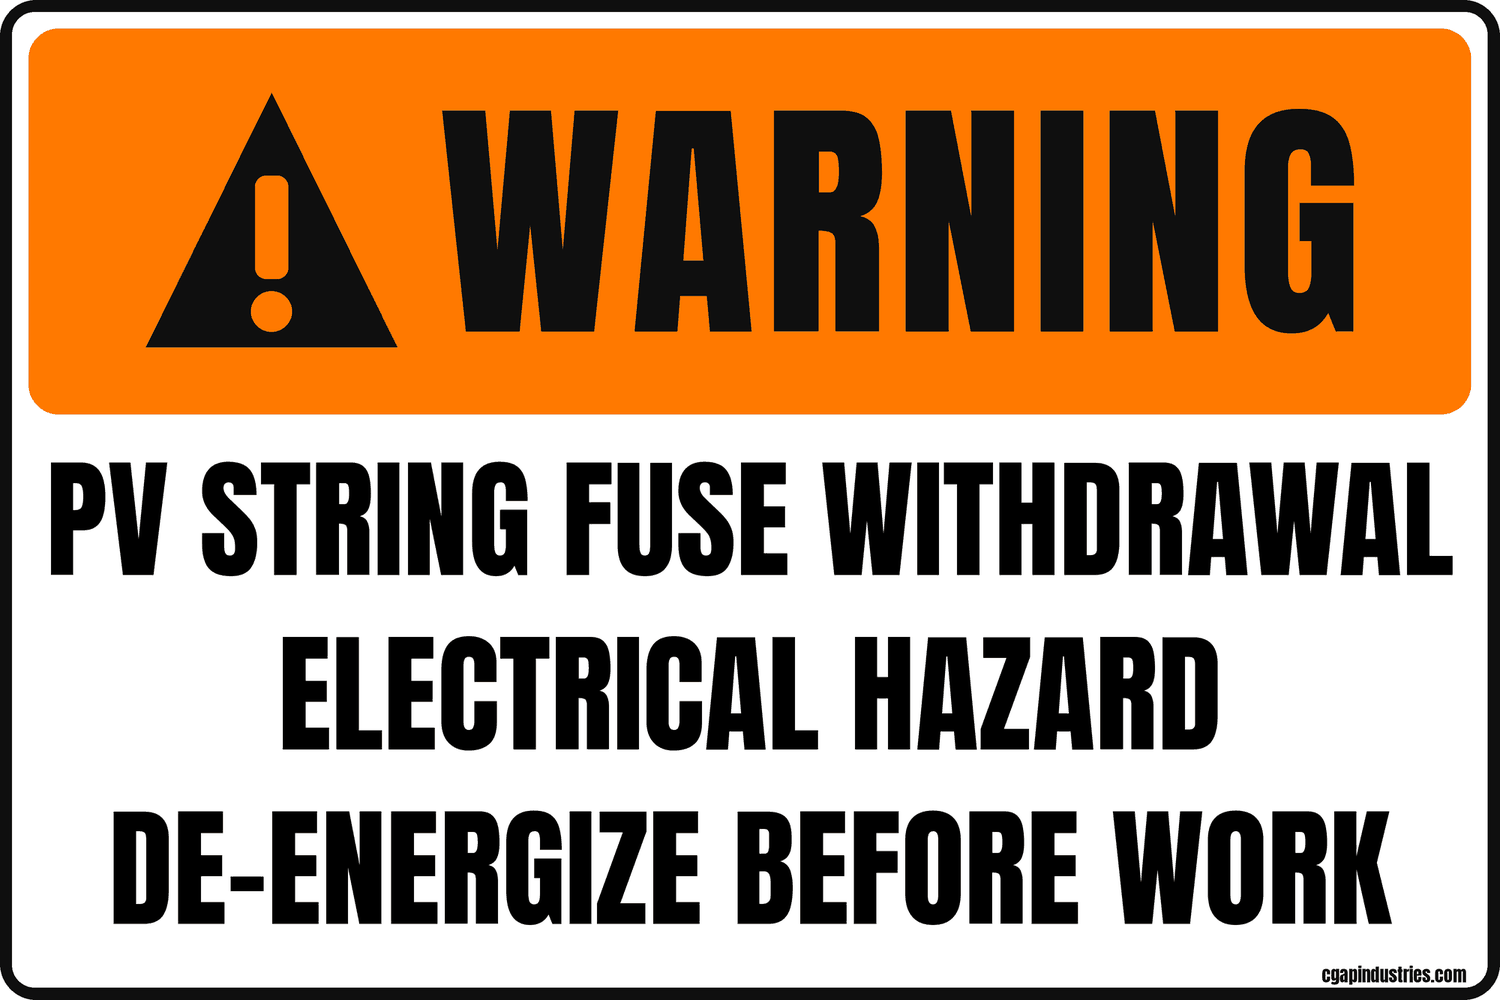 WARNING
PV STRING FUSE WITHDRAWAL
ELECTRICAL HAZARD
DE-ENERGIZE BEFORE WORK
cgapindustries.com